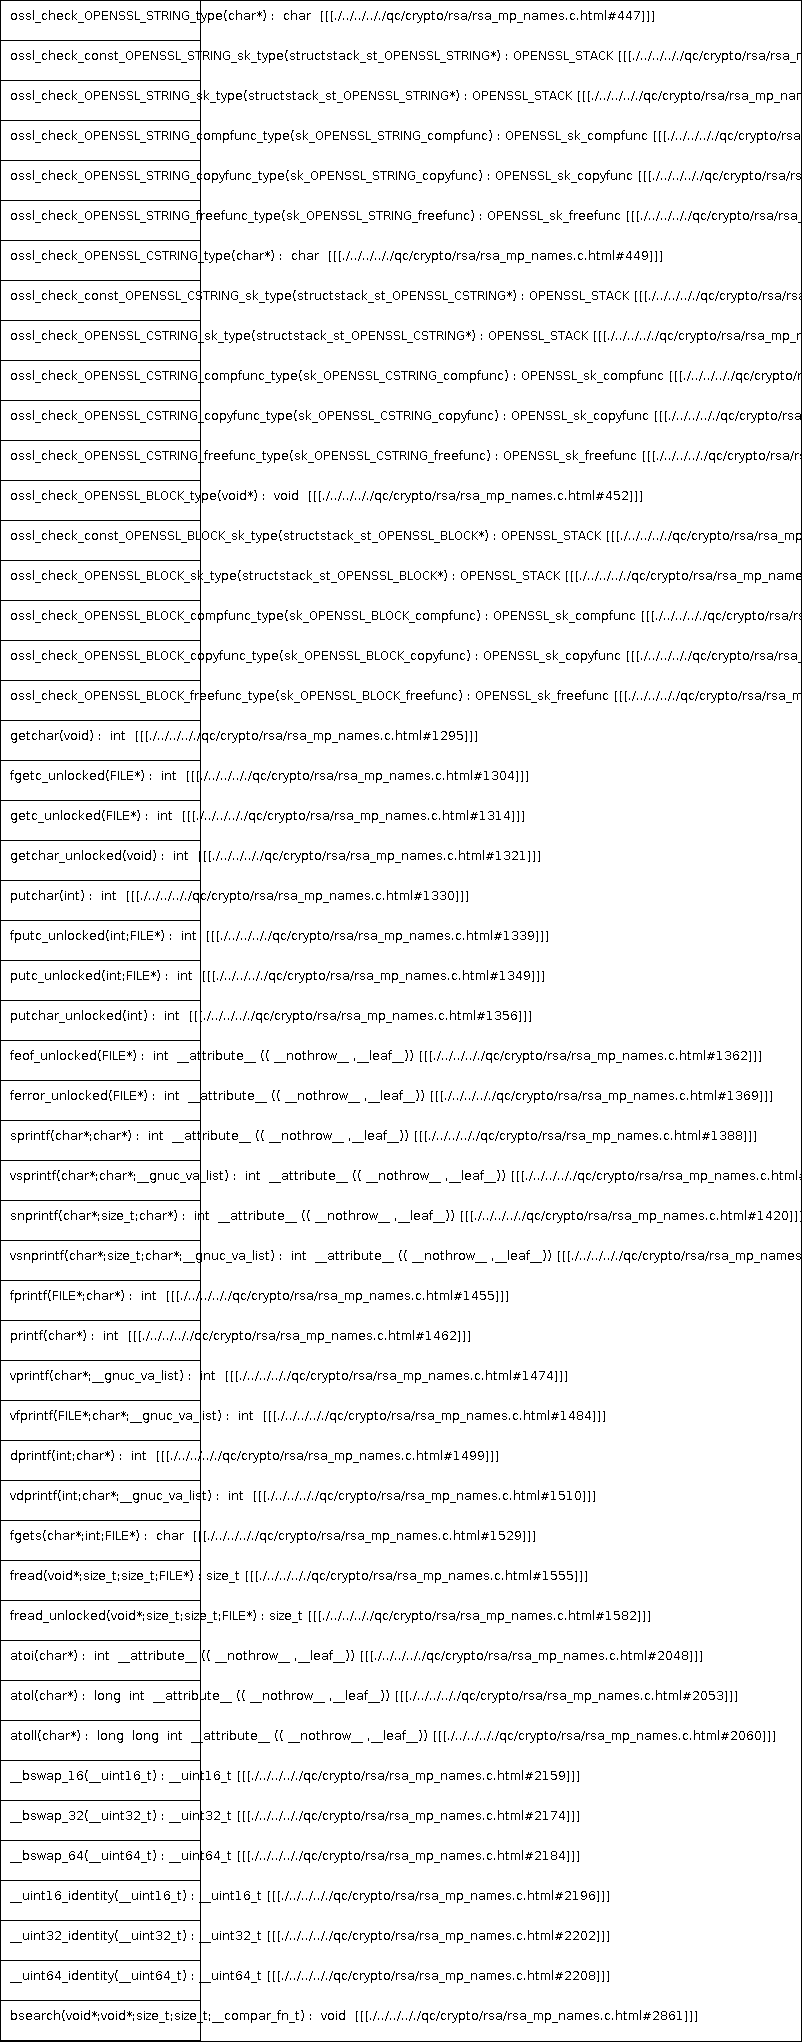 ossl_check_OPENSSL_STRING_type(char*) :  char  [[[./../../../qc/crypto/rsa/rsa_mp_names.c.html#447]]]
ossl_check_const_OPENSSL_STRING_sk_type(structstack_st_OPENSSL_STRING*) : OPENSSL_STACK [[[./../../../qc/crypto/rsa/rsa_n
ossl_check_OPENSSL_STRING_sk_type(structstack_st_OPENSSL_STRING*) : OPENSSL_STACK [[[./../../../qc/crypto/rsa/rsa_mp_nan
ossl_check_OPENSSL_STRING_compfunc_type(sk_OPENSSL_STRING_compfunc) : OPENSSL_sk_compfunc [[[./../../../qc/crypto/rsa
ossl_check_OPENSSL_STRING_copyfunc_type(sk_OPENSSL_STRING_copyfunc) : OPENSSL_sk_copyfunc [[[./../../../qc/crypto/rsa/rs
ossl_check_OPENSSL_STRING_freefunc_type(sk_OPENSSL_STRING_freefunc) : OPENSSL_sk_freefunc [[[./../../../qc/crypto/rsa/rsa_
ossl_check_OPENSSL_CSTRING_type(char*) :  char  [[[./../../../qc/crypto/rsa/rsa_mp_names.c.html#449]]]
ossl_check_const_OPENSSL_CSTRING_sk_type(structstack_st_OPENSSL_CSTRING*) : OPENSSL_STACK [[[./../../../qc/crypto/rsa/rsa
ossl_check_OPENSSL_CSTRING_sk_type(structstack_st_OPENSSL_CSTRING*) : OPENSSL_STACK [[[./../../../qc/crypto/rsa/rsa_mp_n
ossl_check_OPENSSL_CSTRING_compfunc_type(sk_OPENSSL_CSTRING_compfunc) : OPENSSL_sk_compfunc [[[./../../../qc/crypto/r
ossl_check_OPENSSL_CSTRING_copyfunc_type(sk_OPENSSL_CSTRING_copyfunc) : OPENSSL_sk_copyfunc [[[./../../../qc/crypto/rsa
ossl_check_OPENSSL_CSTRING_freefunc_type(sk_OPENSSL_CSTRING_freefunc) : OPENSSL_sk_freefunc [[[./../../../qc/crypto/rsa/r
ossl_check_OPENSSL_BLOCK_type(void*) :  void  [[[./../../../qc/crypto/rsa/rsa_mp_names.c.html#452]]]
ossl_check_const_OPENSSL_BLOCK_sk_type(structstack_st_OPENSSL_BLOCK*) : OPENSSL_STACK [[[./../../../qc/crypto/rsa/rsa_mp
ossl_check_OPENSSL_BLOCK_sk_type(structstack_st_OPENSSL_BLOCK*) : OPENSSL_STACK [[[./../../../qc/crypto/rsa/rsa_mp_name
ossl_check_OPENSSL_BLOCK_compfunc_type(sk_OPENSSL_BLOCK_compfunc) : OPENSSL_sk_compfunc [[[./../../../qc/crypto/rsa/r
ossl_check_OPENSSL_BLOCK_copyfunc_type(sk_OPENSSL_BLOCK_copyfunc) : OPENSSL_sk_copyfunc [[[./../../../qc/crypto/rsa/rsa_
ossl_check_OPENSSL_BLOCK_freefunc_type(sk_OPENSSL_BLOCK_freefunc) : OPENSSL_sk_freefunc [[[./../../../qc/crypto/rsa/rsa_m
getchar(void) :  int  [[[./../../../qc/crypto/rsa/rsa_mp_names.c.html#1295]]]
fgetc_unlocked(FILE*) :  int  [[[./../../../qc/crypto/rsa/rsa_mp_names.c.html#1304]]]
getc_unlocked(FILE*) :  int  [[[./../../../qc/crypto/rsa/rsa_mp_names.c.html#1314]]]
getchar_unlocked(void) :  int  [[[./../../../qc/crypto/rsa/rsa_mp_names.c.html#1321]]]
putchar(int) :  int  [[[./../../../qc/crypto/rsa/rsa_mp_names.c.html#1330]]]
fputc_unlocked(int;FILE*) :  int  [[[./../../../qc/crypto/rsa/rsa_mp_names.c.html#1339]]]
putc_unlocked(int;FILE*) :  int  [[[./../../../qc/crypto/rsa/rsa_mp_names.c.html#1349]]]
putchar_unlocked(int) :  int  [[[./../../../qc/crypto/rsa/rsa_mp_names.c.html#1356]]]
feof_unlocked(FILE*) :  int  __attribute__ (( __nothrow__ ,__leaf__)) [[[./../../../qc/crypto/rsa/rsa_mp_names.c.html#1362]]]
ferror_unlocked(FILE*) :  int  __attribute__ (( __nothrow__ ,__leaf__)) [[[./../../../qc/crypto/rsa/rsa_mp_names.c.html#1369]]]
sprintf(char*;char*) :  int  __attribute__ (( __nothrow__ ,__leaf__)) [[[./../../../qc/crypto/rsa/rsa_mp_names.c.html#1388]]]
vsprintf(char*;char*;__gnuc_va_list) :  int  __attribute__ (( __nothrow__ ,__leaf__)) [[[./../../../qc/crypto/rsa/rsa_mp_names.c.html#
snprintf(char*;size_t;char*) :  int  __attribute__ (( __nothrow__ ,__leaf__)) [[[./../../../qc/crypto/rsa/rsa_mp_names.c.html#1420]]]
vsnprintf(char*;size_t;char*;__gnuc_va_list) :  int  __attribute__ (( __nothrow__ ,__leaf__)) [[[./../../../qc/crypto/rsa/rsa_mp_names
fprintf(FILE*;char*) :  int  [[[./../../../qc/crypto/rsa/rsa_mp_names.c.html#1455]]]
printf(char*) :  int  [[[./../../../qc/crypto/rsa/rsa_mp_names.c.html#1462]]]
vprintf(char*;__gnuc_va_list) :  int  [[[./../../../qc/crypto/rsa/rsa_mp_names.c.html#1474]]]
vfprintf(FILE*;char*;__gnuc_va_list) :  int  [[[./../../../qc/crypto/rsa/rsa_mp_names.c.html#1484]]]
dprintf(int;char*) :  int  [[[./../../../qc/crypto/rsa/rsa_mp_names.c.html#1499]]]
vdprintf(int;char*;__gnuc_va_list) :  int  [[[./../../../qc/crypto/rsa/rsa_mp_names.c.html#1510]]]
fgets(char*;int;FILE*) :  char  [[[./../../../qc/crypto/rsa/rsa_mp_names.c.html#1529]]]
fread(void*;size_t;size_t;FILE*) : size_t [[[./../../../qc/crypto/rsa/rsa_mp_names.c.html#1555]]]
fread_unlocked(void*;size_t;size_t;FILE*) : size_t [[[./../../../qc/crypto/rsa/rsa_mp_names.c.html#1582]]]
atoi(char*) :  int  __attribute__ (( __nothrow__ ,__leaf__)) [[[./../../../qc/crypto/rsa/rsa_mp_names.c.html#2048]]]
atol(char*) :  long  int  __attribute__ (( __nothrow__ ,__leaf__)) [[[./../../../qc/crypto/rsa/rsa_mp_names.c.html#2053]]]
atoll(char*) :  long  long  int  __attribute__ (( __nothrow__ ,__leaf__)) [[[./../../../qc/crypto/rsa/rsa_mp_names.c.html#2060]]]
__bswap_16(__uint16_t) : __uint16_t [[[./../../../qc/crypto/rsa/rsa_mp_names.c.html#2159]]]
__bswap_32(__uint32_t) : __uint32_t [[[./../../../qc/crypto/rsa/rsa_mp_names.c.html#2174]]]
__bswap_64(__uint64_t) : __uint64_t [[[./../../../qc/crypto/rsa/rsa_mp_names.c.html#2184]]]
__uint16_identity(__uint16_t) : __uint16_t [[[./../../../qc/crypto/rsa/rsa_mp_names.c.html#2196]]]
__uint32_identity(__uint32_t) : __uint32_t [[[./../../../qc/crypto/rsa/rsa_mp_names.c.html#2202]]]
__uint64_identity(__uint64_t) : __uint64_t [[[./../../../qc/crypto/rsa/rsa_mp_names.c.html#2208]]]
bsearch(void*;void*;size_t;size_t;__compar_fn_t) :  void  [[[./../../../qc/crypto/rsa/rsa_mp_names.c.html#2861]]]